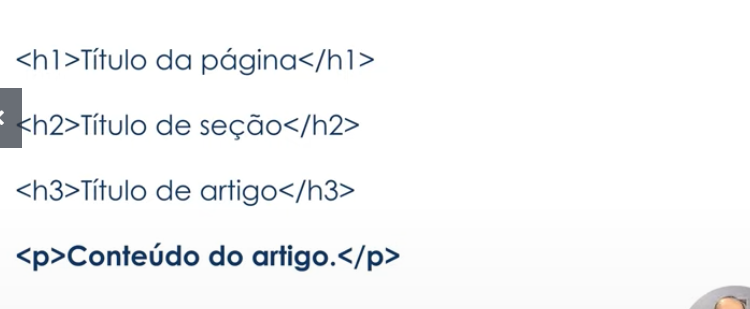 <h1>Título da página</h1>
<h2>Título de seção</h2>
<h3>Título de artigo</h3>
<p>Conteúdo do artigo.</p>